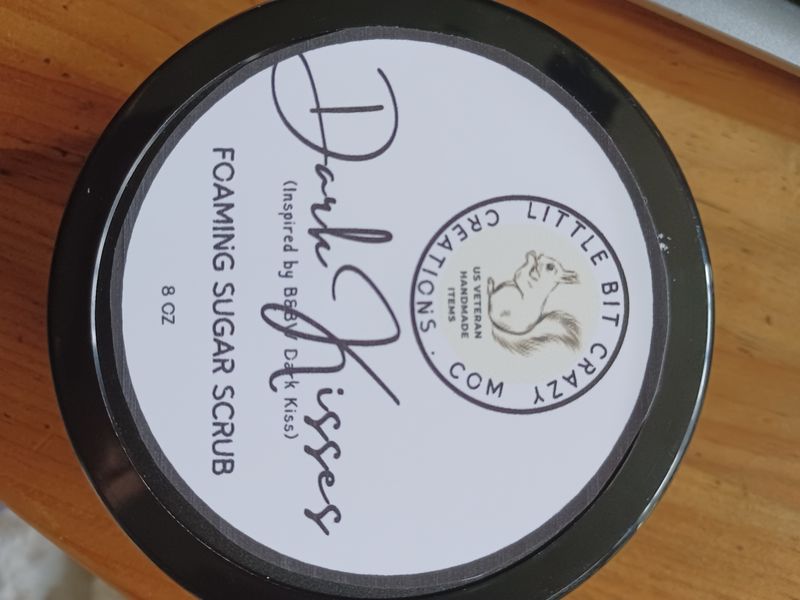 LITTLE BIT CRAZY
CREATIONS . COM
US VETERAN
HANDMADE
ITEMS
Dark Kisses
(Inspired by B&BW Dark Kiss)
FOAMING SUGAR SCRUB
8 OZ